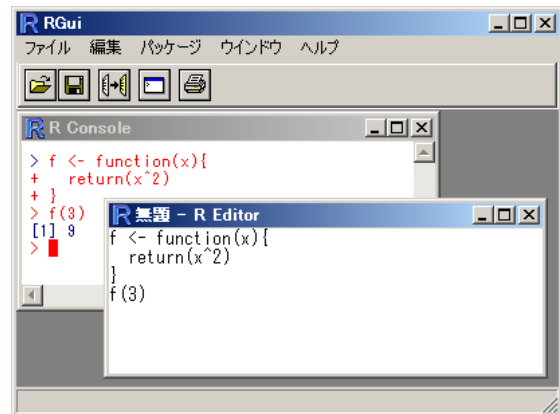 RGui
ファイル 編集 パッケージ ウインドウ ヘルプ
R Console
> f <- function(x){
+   return(x^2)
+ }
> f(3)
[1] 9
>
無題 - R Editor
f <- function(x){
  return(x^2)
}
f(3)